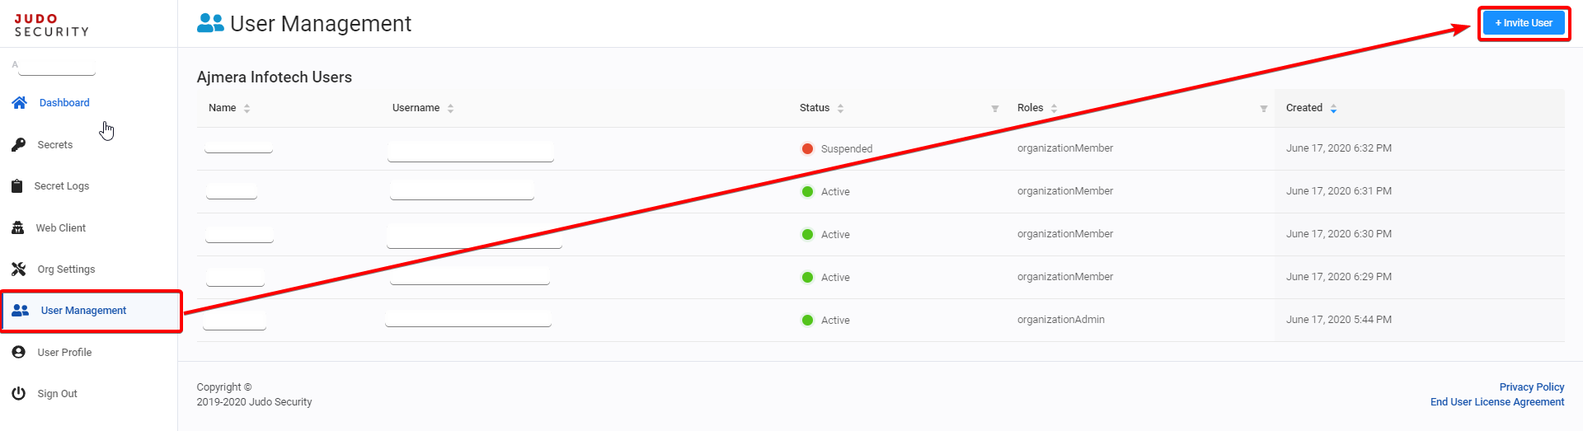 JUDO
SECURITY
A
Dashboard
Secrets
Secret Logs
Web Client
Org Settings
User Management
User Profile
Sign Out
User Management
+ Invite User
Ajmera Infotech Users
Name Username Status Roles Created
Suspended organizationMember June 17, 2020 6:32 PM
Active organizationMember June 17, 2020 6:31 PM
Active organizationMember June 17, 2020 6:30 PM
Active organizationMember June 17, 2020 6:29 PM
Active organizationAdmin June 17, 2020 5:44 PM
Copyright ©
2019-2020 Judo Security
Privacy Policy
End User License Agreement